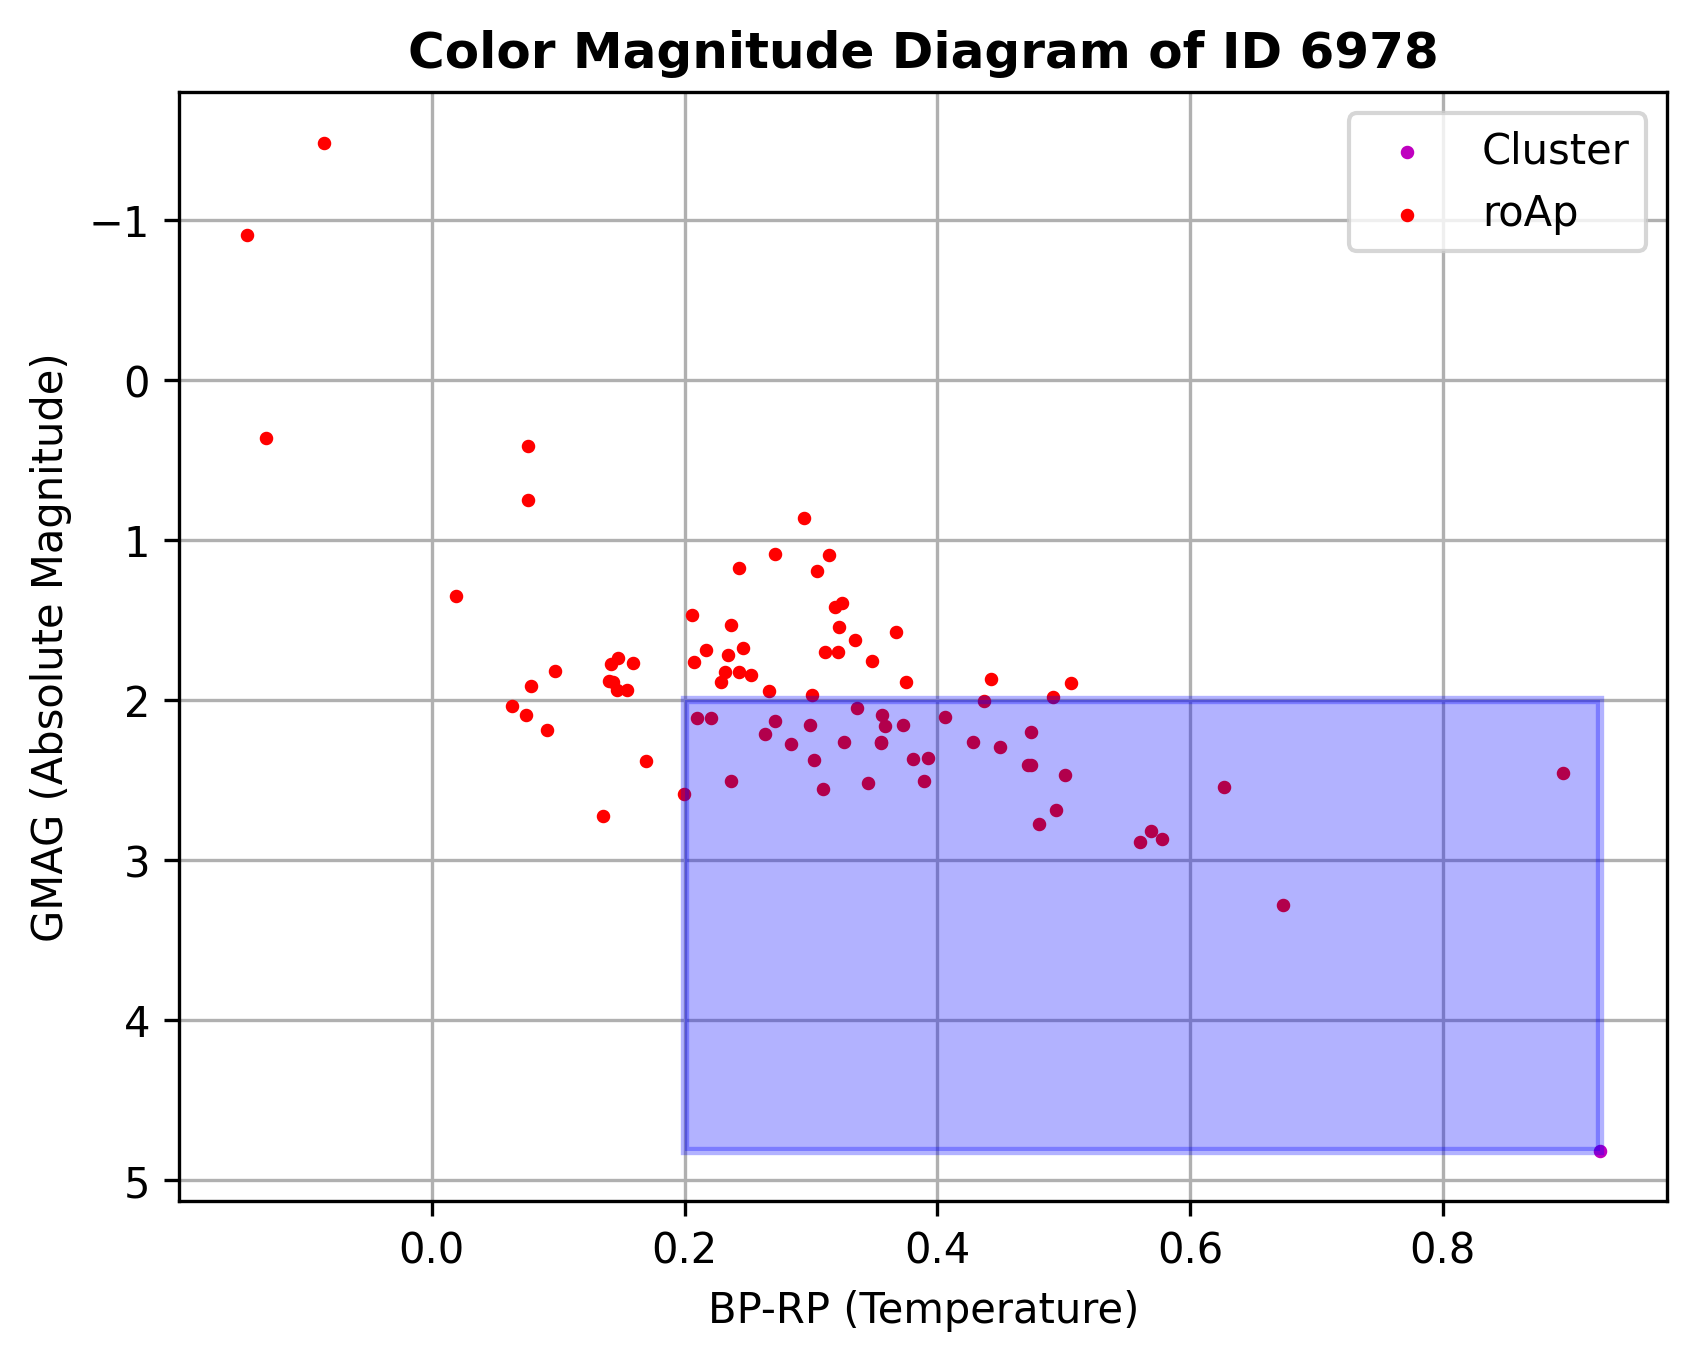 Color Magnitude Diagram of ID 6978
Cluster
roAp
−1
0
1
2
3
4
5
GMAG (Absolute Magnitude)
0.0 0.2 0.4 0.6 0.8
BP-RP (Temperature)